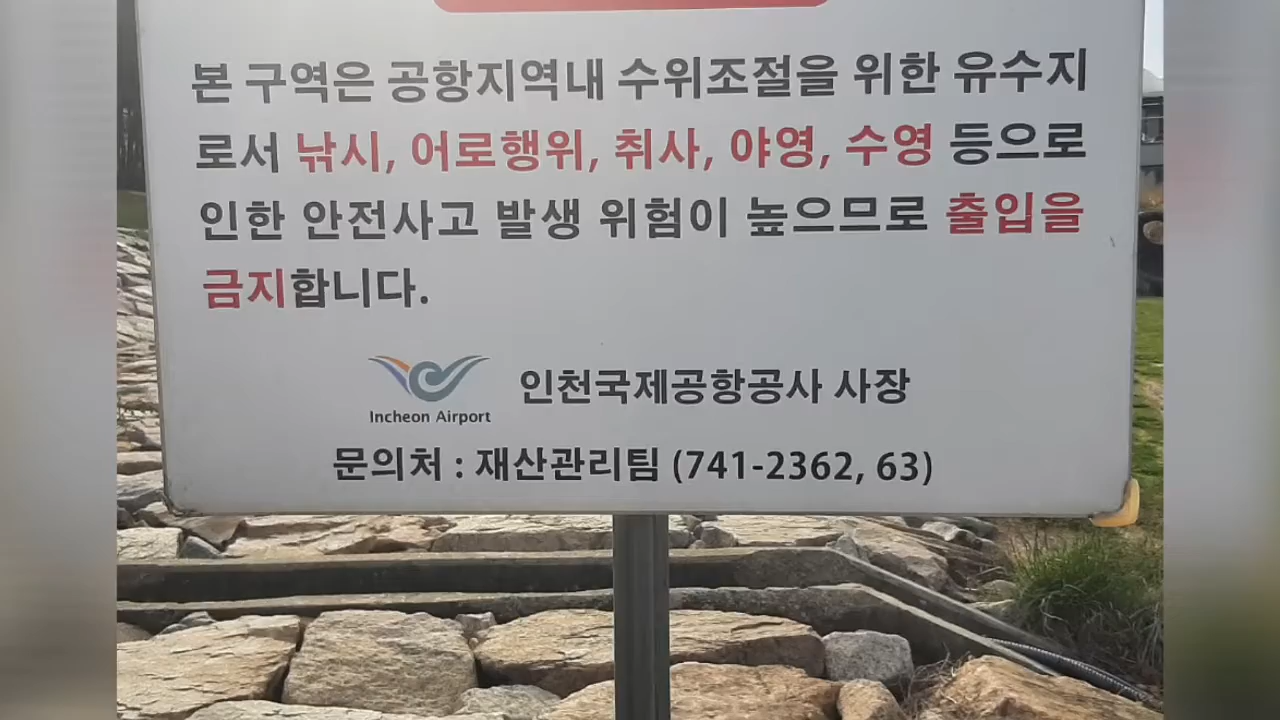 본 구역은 공항지역내 수위조절을 위한 유수지
로서 낚시, 어로행위, 취사, 야영, 수영 등으로
인한 안전사고 발생 위험이 높으므로 출입을
금지합니다.
Incheon Airport
인천국제공항공사 사장
문의처 : 재산관리팀 (741-2362, 63)